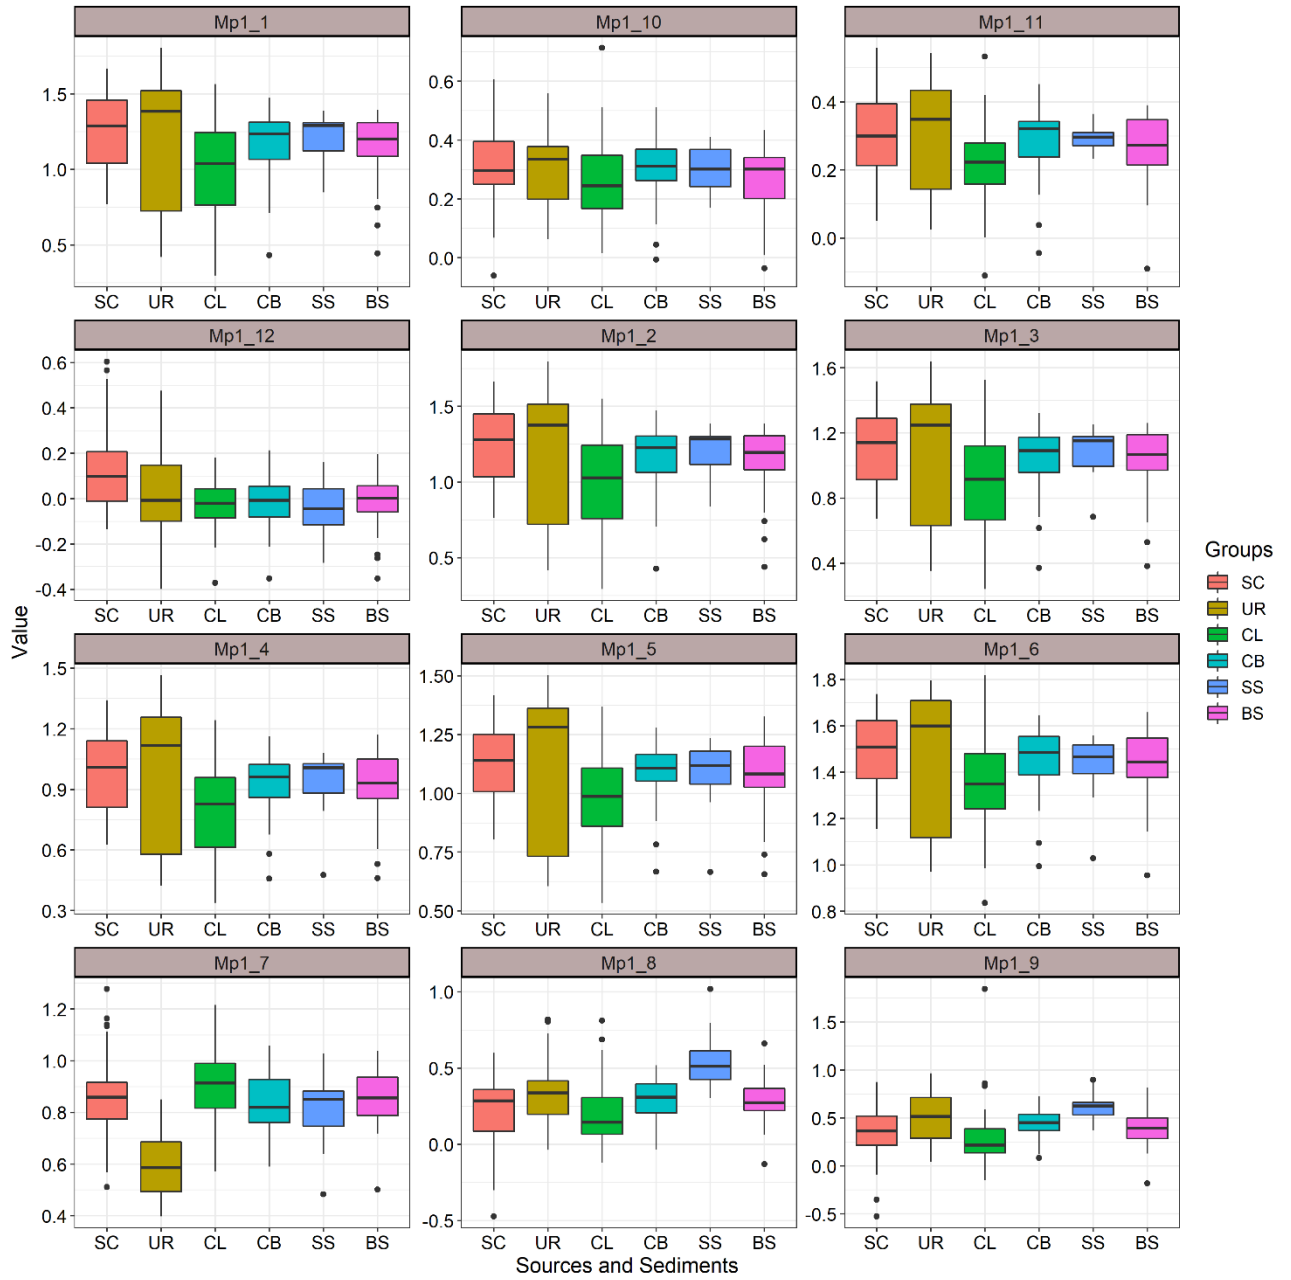 Mp1_1
Mp1_10
Mp1_11
1.5
1.0
0.5
0.6
0.4
0.2
0.0
0.4
0.2
0.0
SC UR CL CB SS BS
SC UR CL CB SS BS
SC UR CL CB SS BS
Mp1_12
Mp1_2
Mp1_3
0.6
0.4
0.2
0.0
-0.2
-0.4
1.5
1.0
0.5
1.6
1.2
0.8
0.4
SC UR CL CB SS BS
SC UR CL CB SS BS
SC UR CL CB SS BS
Mp1_4
Mp1_5
Mp1_6
1.5
1.2
0.9
0.6
0.3
1.50
1.25
1.00
0.75
0.50
1.8
1.6
1.4
1.2
1.0
0.8
SC UR CL CB SS BS
SC UR CL CB SS BS
SC UR CL CB SS BS
Mp1_7
Mp1_8
Mp1_9
1.2
1.0
0.8
0.6
0.4
1.0
0.5
0.0
-0.5
1.5
1.0
0.5
0.0
-0.5
SC UR CL CB SS BS
SC UR CL CB SS BS
SC UR CL CB SS BS
Value
Sources and Sediments
Groups
SC
UR
CL
CB
SS
BS